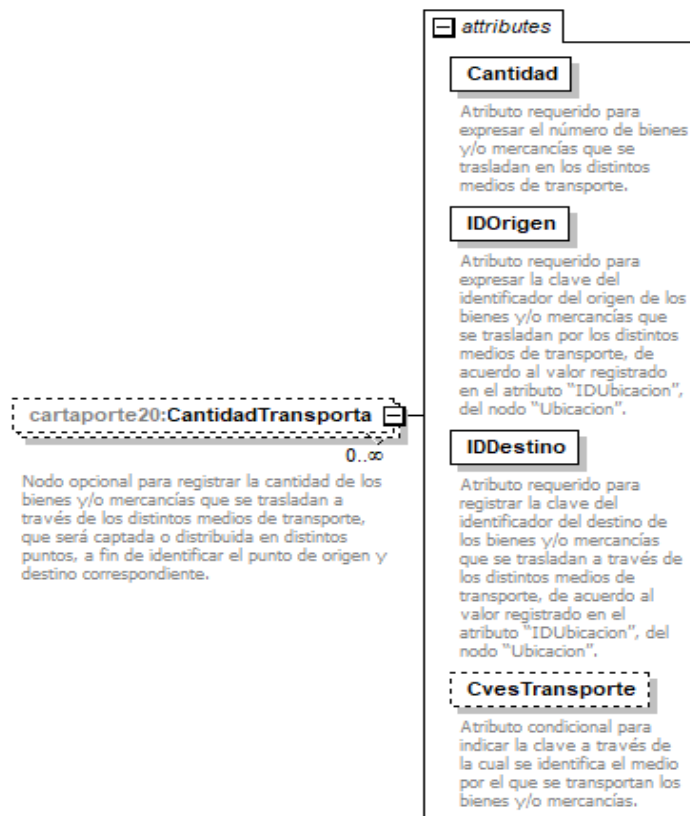 attributes
Cantidad
Atributo requerido para
expresar el número de bienes
y/o mercancías que se
trasladan en los distintos
medios de transporte.
IDOrigen
Atributo requerido para
expresar la clave del
identificador del origen de los
bienes y/o mercancías que
se trasladan por los distintos
medios de transporte, de
acuerdo al valor registrado
en el atributo “IDUbicacion”,
del nodo “Ubicacion”.
cartaporte20:CantidadTransporta
0..∞
Nodo opcional para registrar la cantidad de los
bienes y/o mercancías que se trasladan a
través de los distintos medios de transporte,
que será captada o distribuida en distintos
puntos, a fin de identificar el punto de origen y
destino correspondiente.
IDDestino
Atributo requerido para
registrar la clave del
identificador del destino de
los bienes y/o mercancías
que se trasladan a través de
los distintos medios de
transporte, de acuerdo al
valor registrado en el
atributo “IDUbicacion”, del
nodo “Ubicacion”.
CvesTransporte
Atributo condicional para
indicar la clave a través de
la cual se identifica el medio
por el que se transportan los
bienes y/o mercancías.